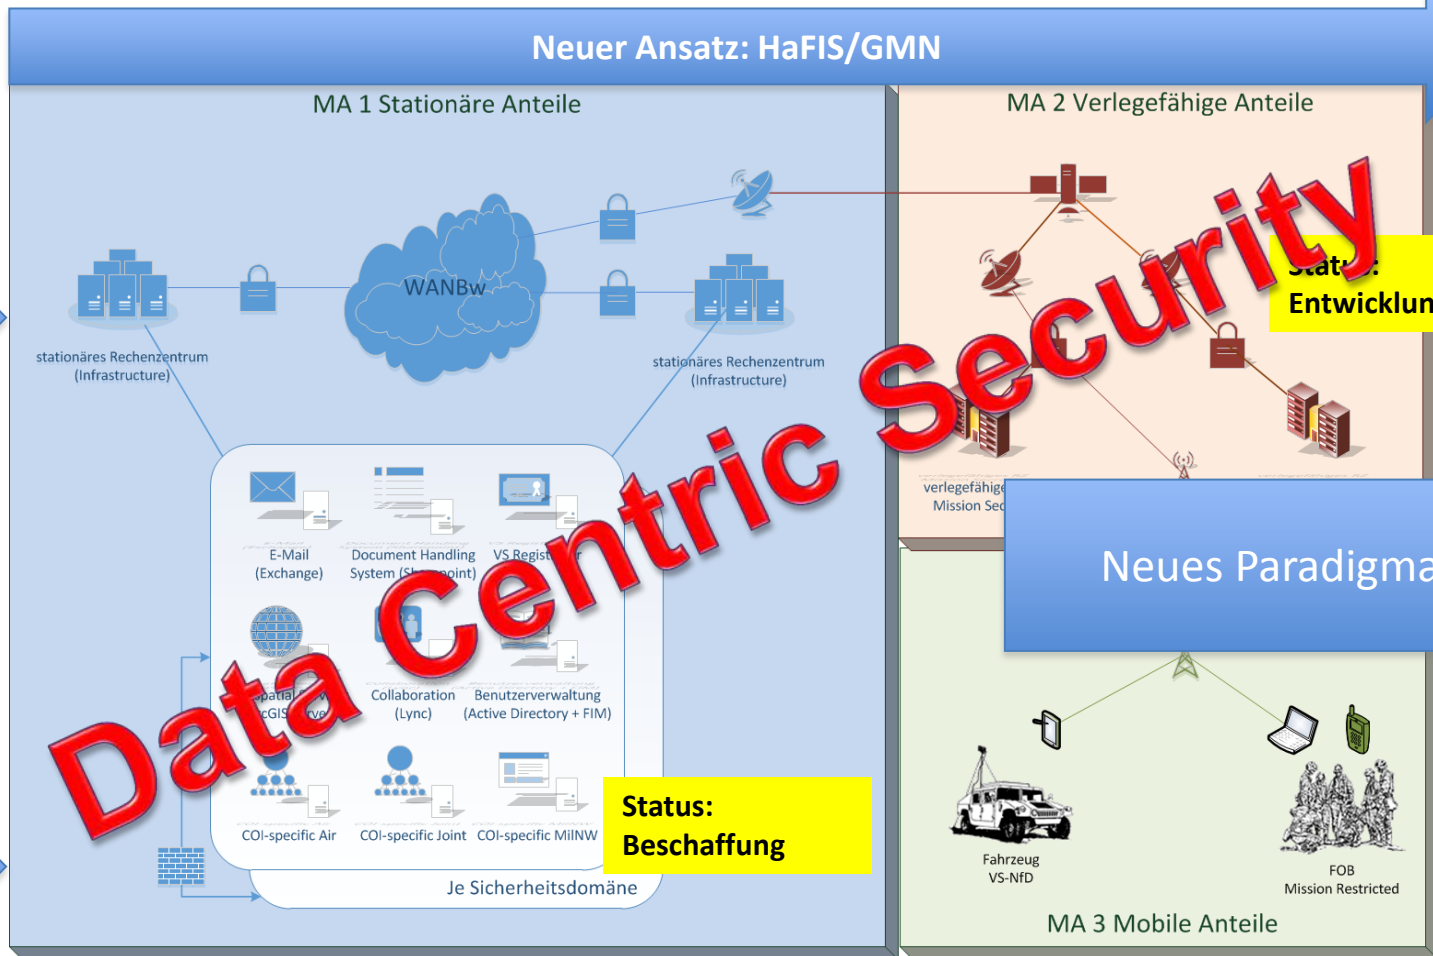 Neuer Ansatz: HaFIS/GMN
MA 1 Stationäre Anteile
MA 2 Verlegefähige Anteile
WANBw
stationäres Rechenzentrum
(Infrastructure)
stationäres Rechenzentrum
(Infrastructure)
Status:
Entwicklun
verlegefähige
Mission Sec
E-Mail
(Exchange)
Document Handling
System (Sharepoint)
VS Registratur
Neues Paradigma
Collaboration
(Lync)
Benutzerverwaltung
(Active Directory + FIM)
COI-specific Air
COI-specific Joint
COI-specific MilNW
Status:
Beschaffung
Je Sicherheitsdomäne
Fahrzeug
VS-NfD
FOB
Mission Restricted
MA 3 Mobile Anteile
Data Centric Security